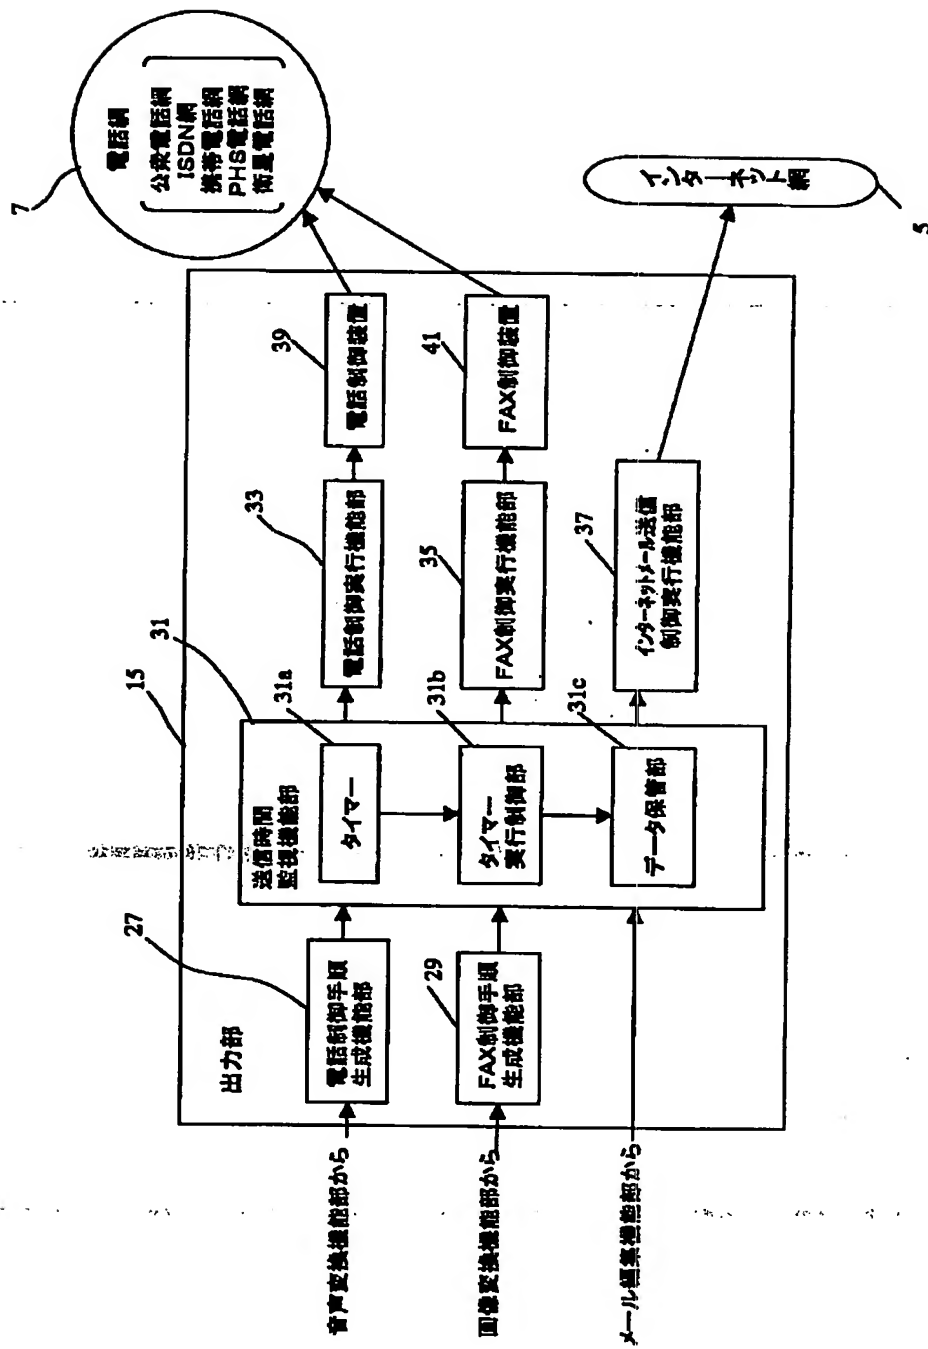 15
出力部
音声変換機能部から
27
電話制御手順
生成機能部
画像変換機能部から
29
FAX制御手順
生成機能部
メール編集機能部から
31
送信時間
監視機能部
31a
タイマー
31b
タイマー
実行制御部
31c
データ保管部
33
電話制御実行機能部
35
FAX制御実行機能部
37
インターネットメール送信
制御実行機能部
39
電話制御装置
41
FAX制御装置
7
電話網
公衆電話網
ISDN網
携帯電話網
PHS電話網
衛星電話網
インターネット網
5